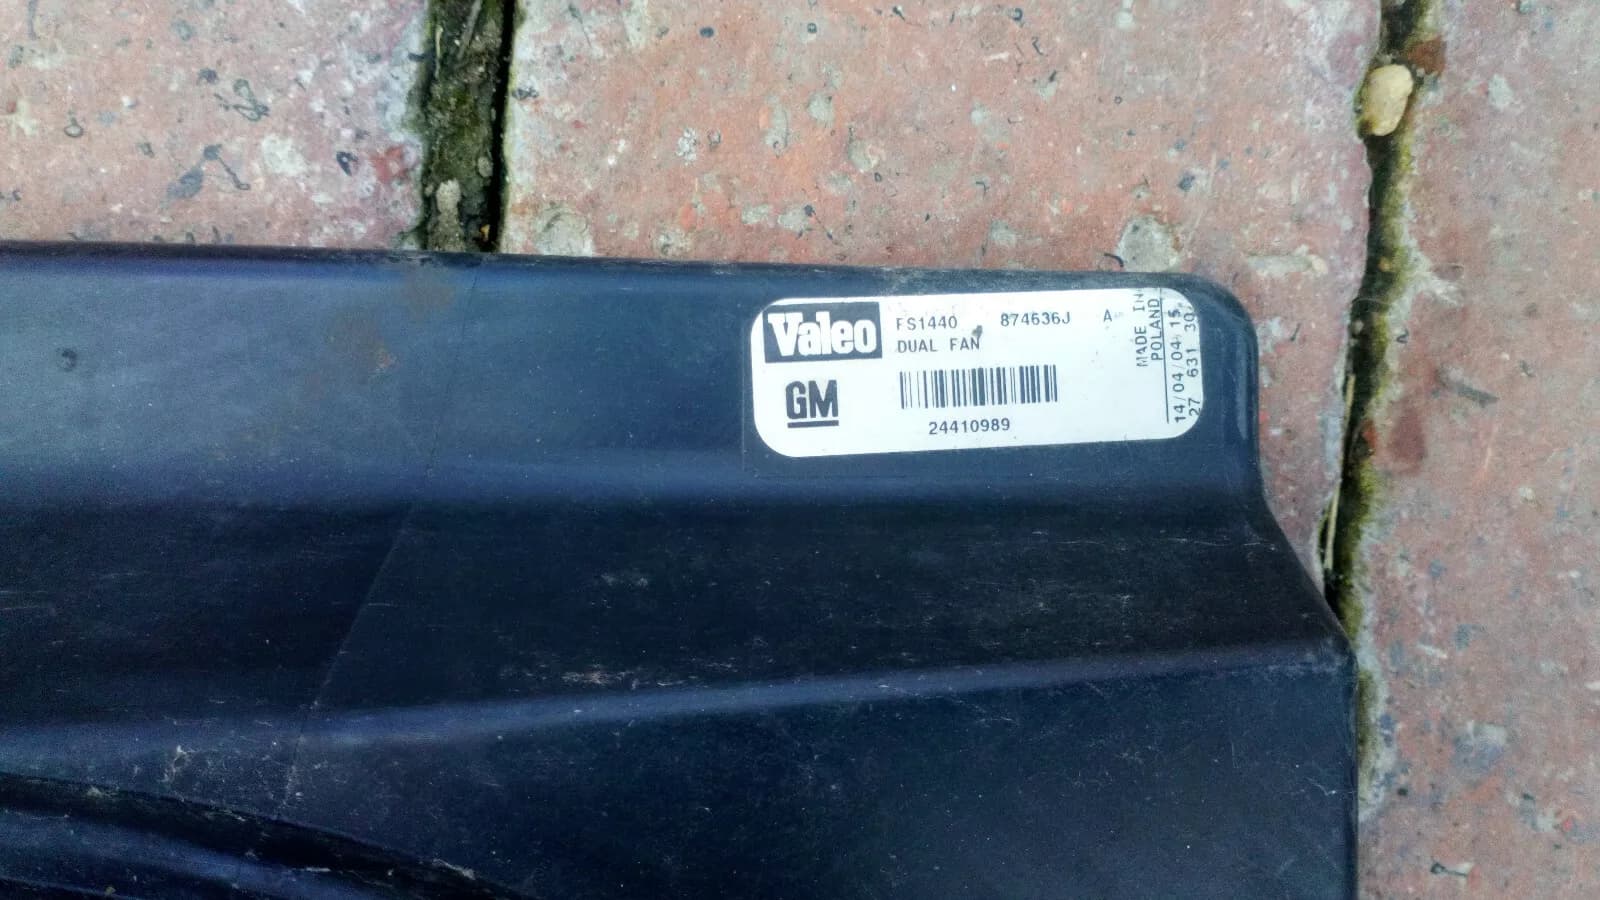 Valeo
FS1440 874636J A
DUAL FAN
GM
24410989
MADE IN
POLAND
14/04/04 15
27 631 30